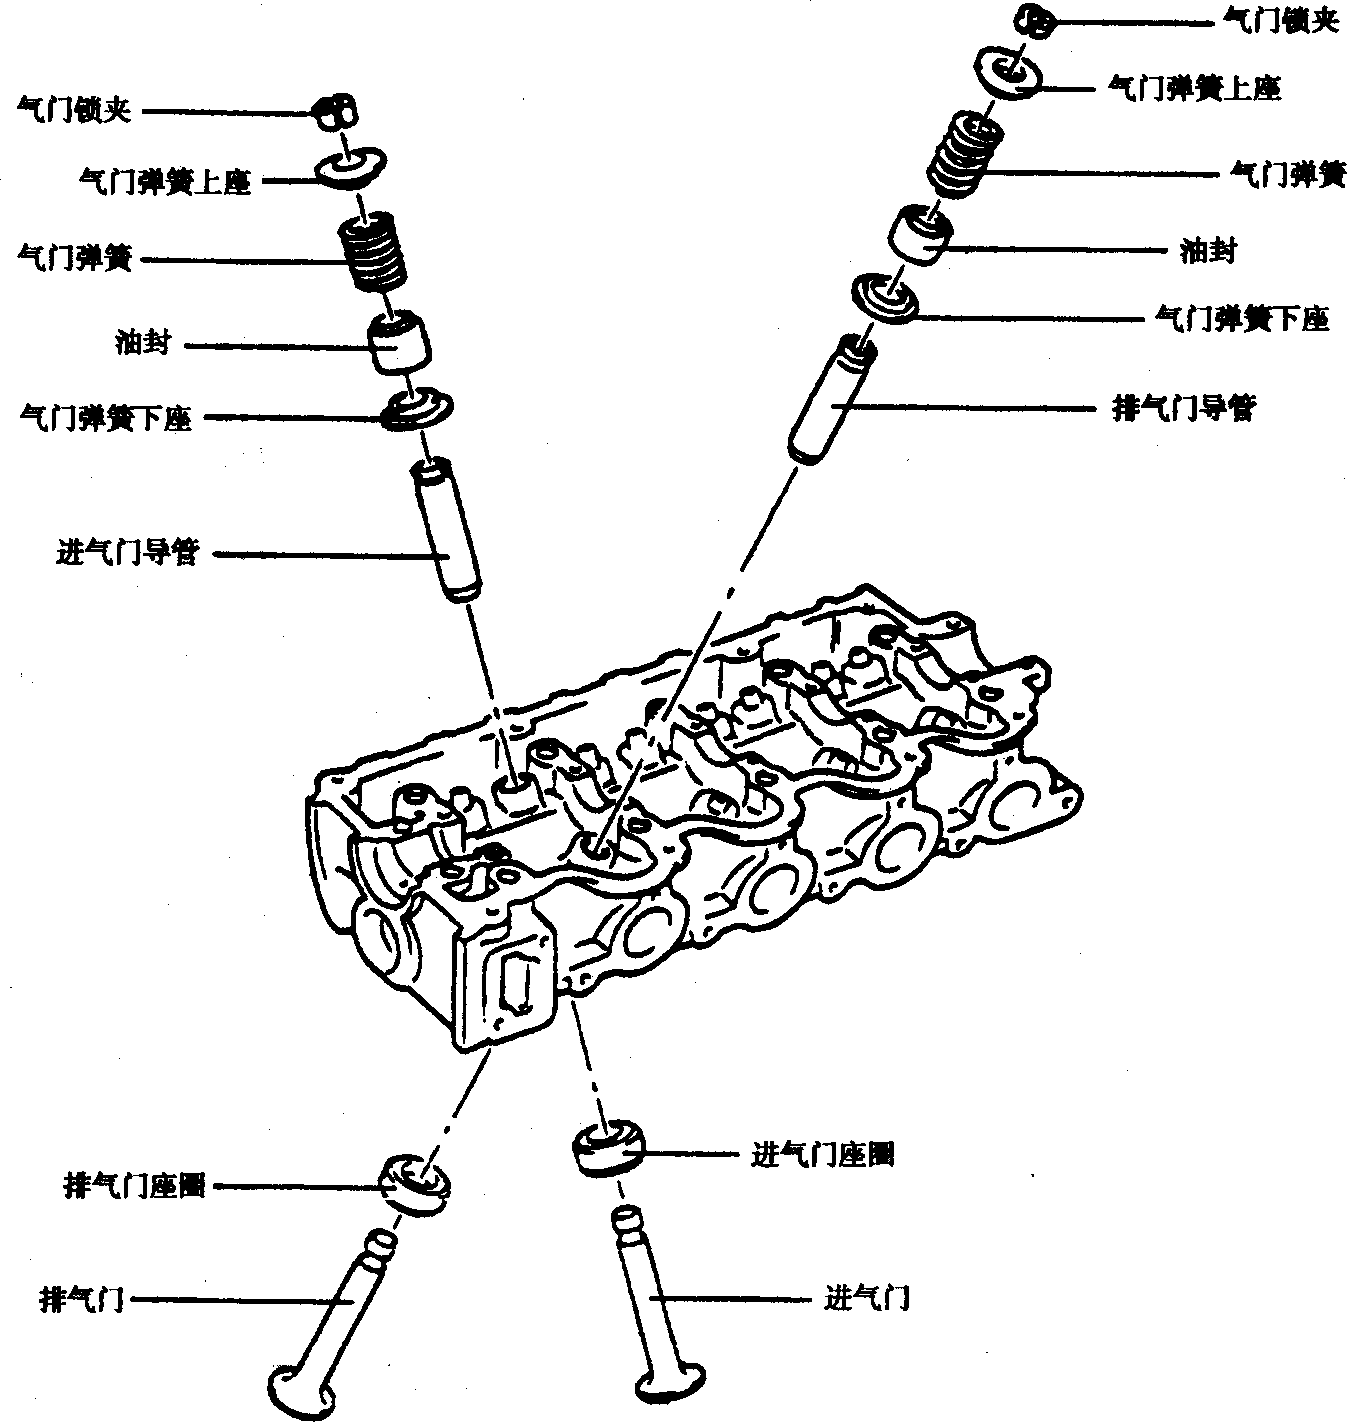 气门锁夹
气门弹簧上座
气门弹簧
油封
气门弹簧下座
进气门导管
气门锁夹
气门弹簧上座
气门弹簧
油封
气门弹簧下座
排气门导管
排气门座圈
排气门
进气门座圈
进气门